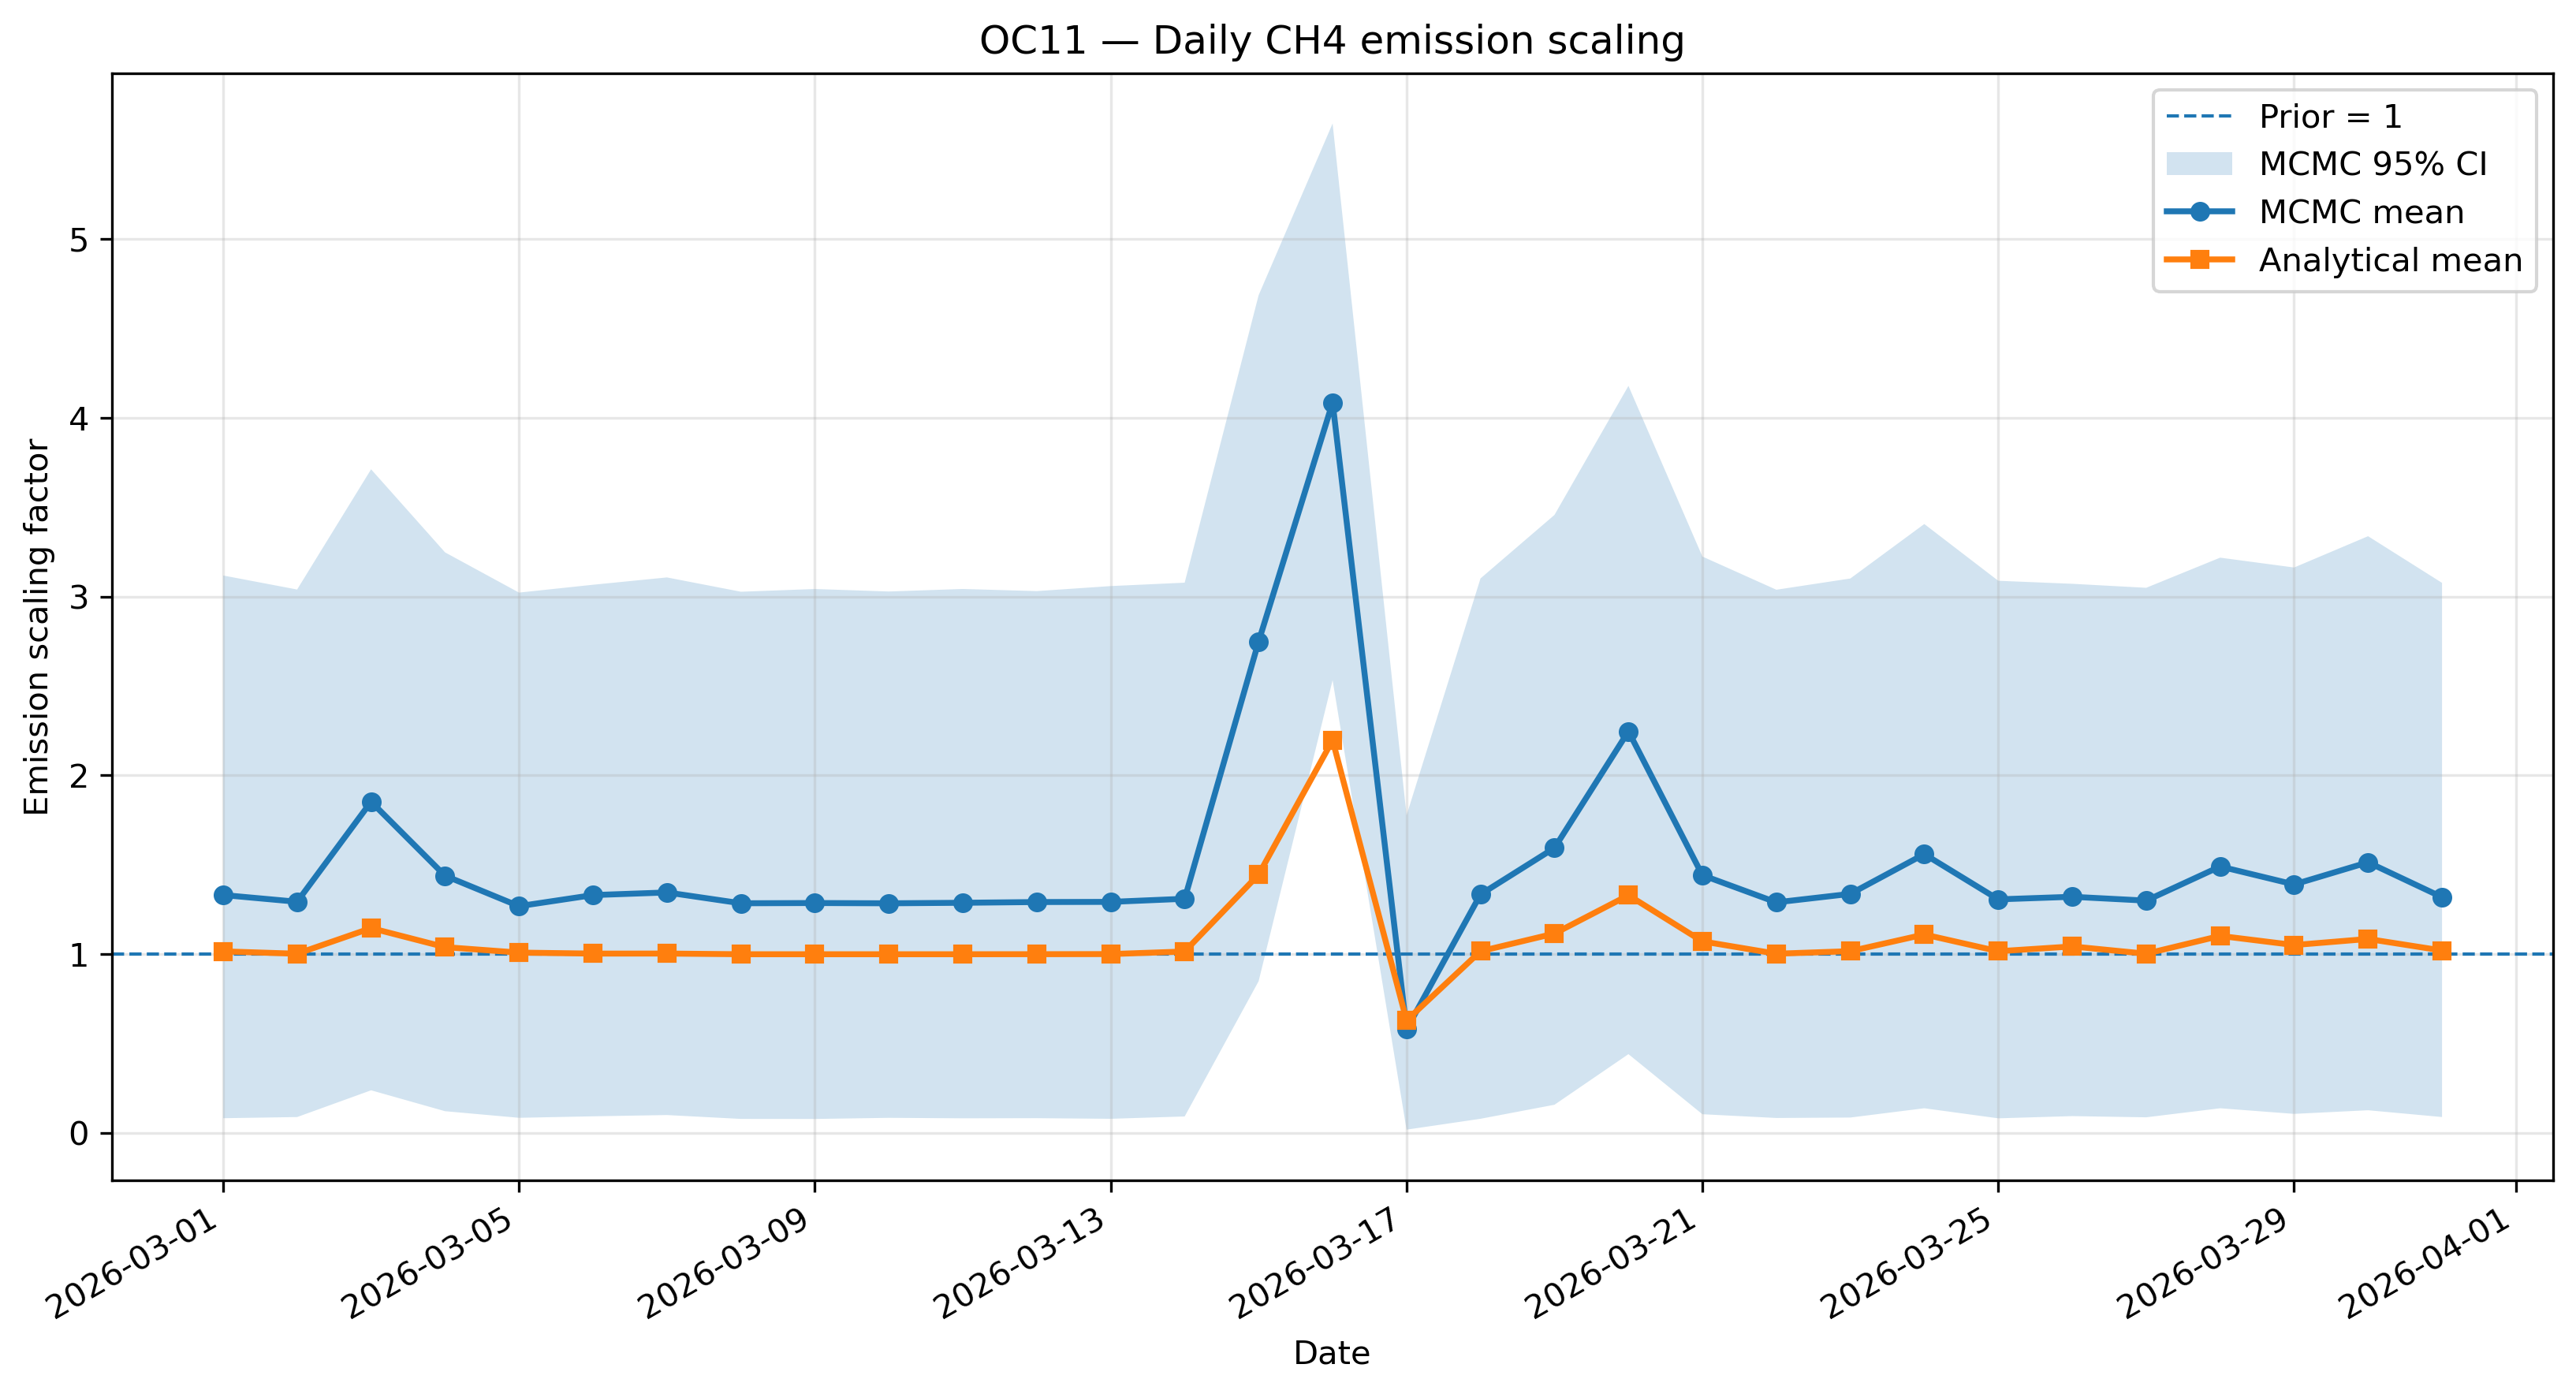 OC11 — Daily CH4 emission scaling
Prior = 1
MCMC 95% CI
MCMC mean
Analytical mean
Emission scaling factor
5
4
3
2
1
0
2026-03-01
2026-03-05
2026-03-09
2026-03-13
2026-03-17
2026-03-21
2026-03-25
2026-03-29
2026-04-01
Date